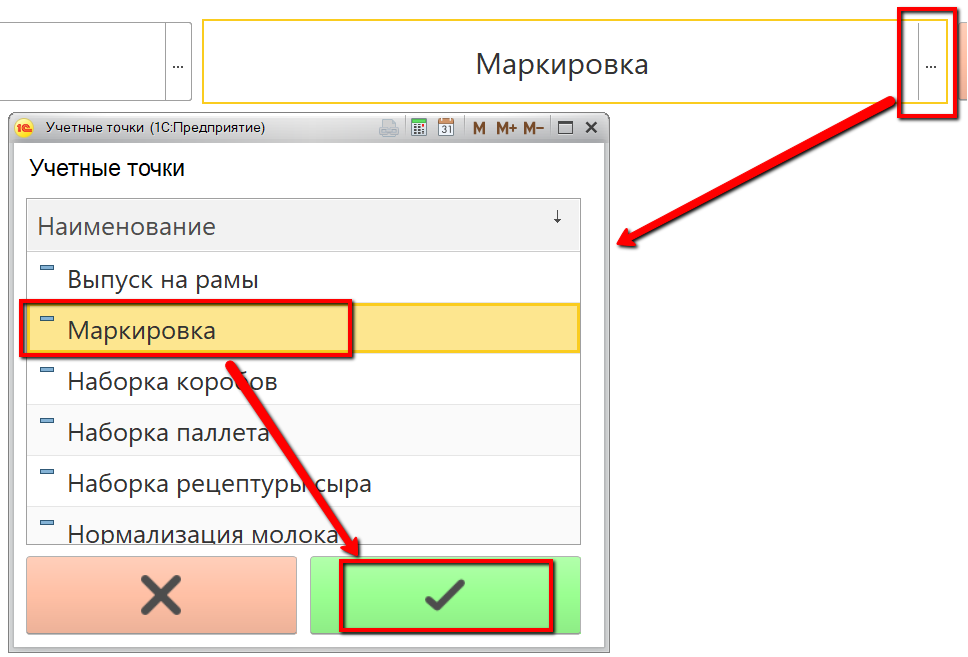 ...
Маркировка
...
1С Учетные точки (1С:Предприятие) 31 M M+ M−
Учетные точки
Наименование ↓
Выпуск на рамы
Маркировка
Наборка коробов
Наборка паллета
Наборка рецептуры сыра
Нормализация молока